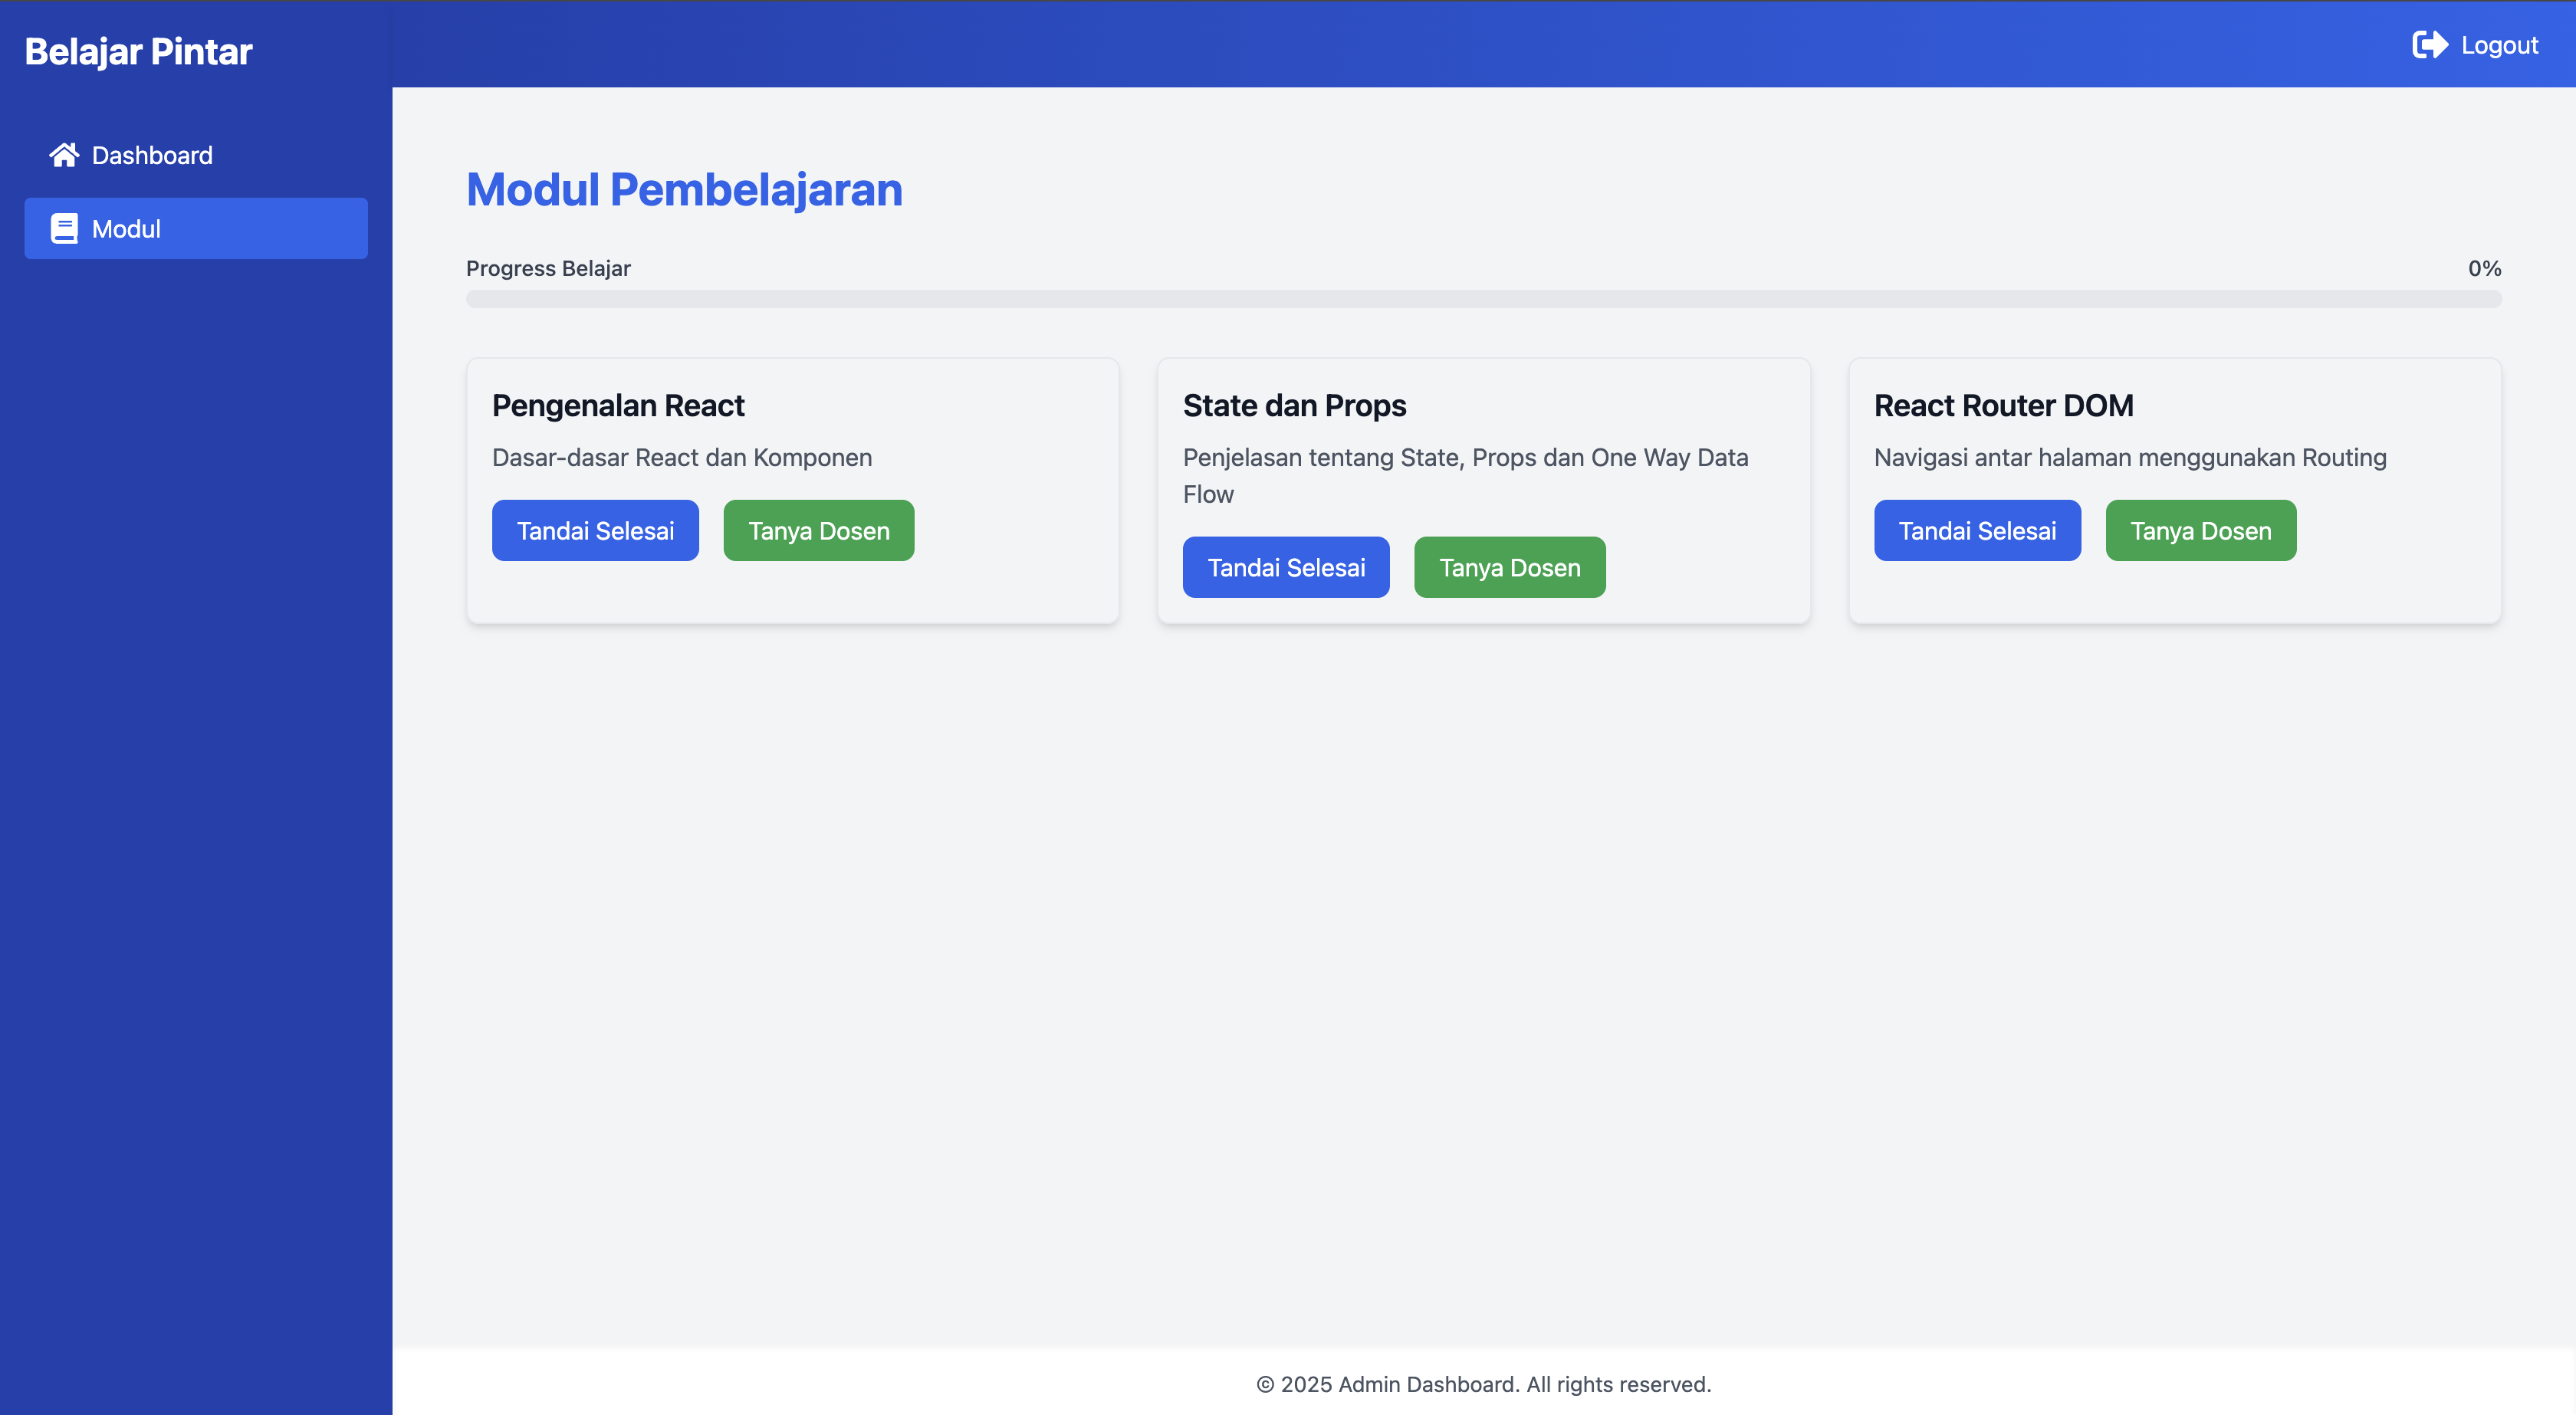 Belajar Pintar
Logout
Dashboard
Modul
Modul Pembelajaran
Progress Belajar
0%
Pengenalan React
Dasar-dasar React dan Komponen
Tandai Selesai
Tanya Dosen
State dan Props
Penjelasan tentang State, Props dan One Way Data
Flow
Tandai Selesai
Tanya Dosen
React Router DOM
Navigasi antar halaman menggunakan Routing
Tandai Selesai
Tanya Dosen
© 2025 Admin Dashboard. All rights reserved.